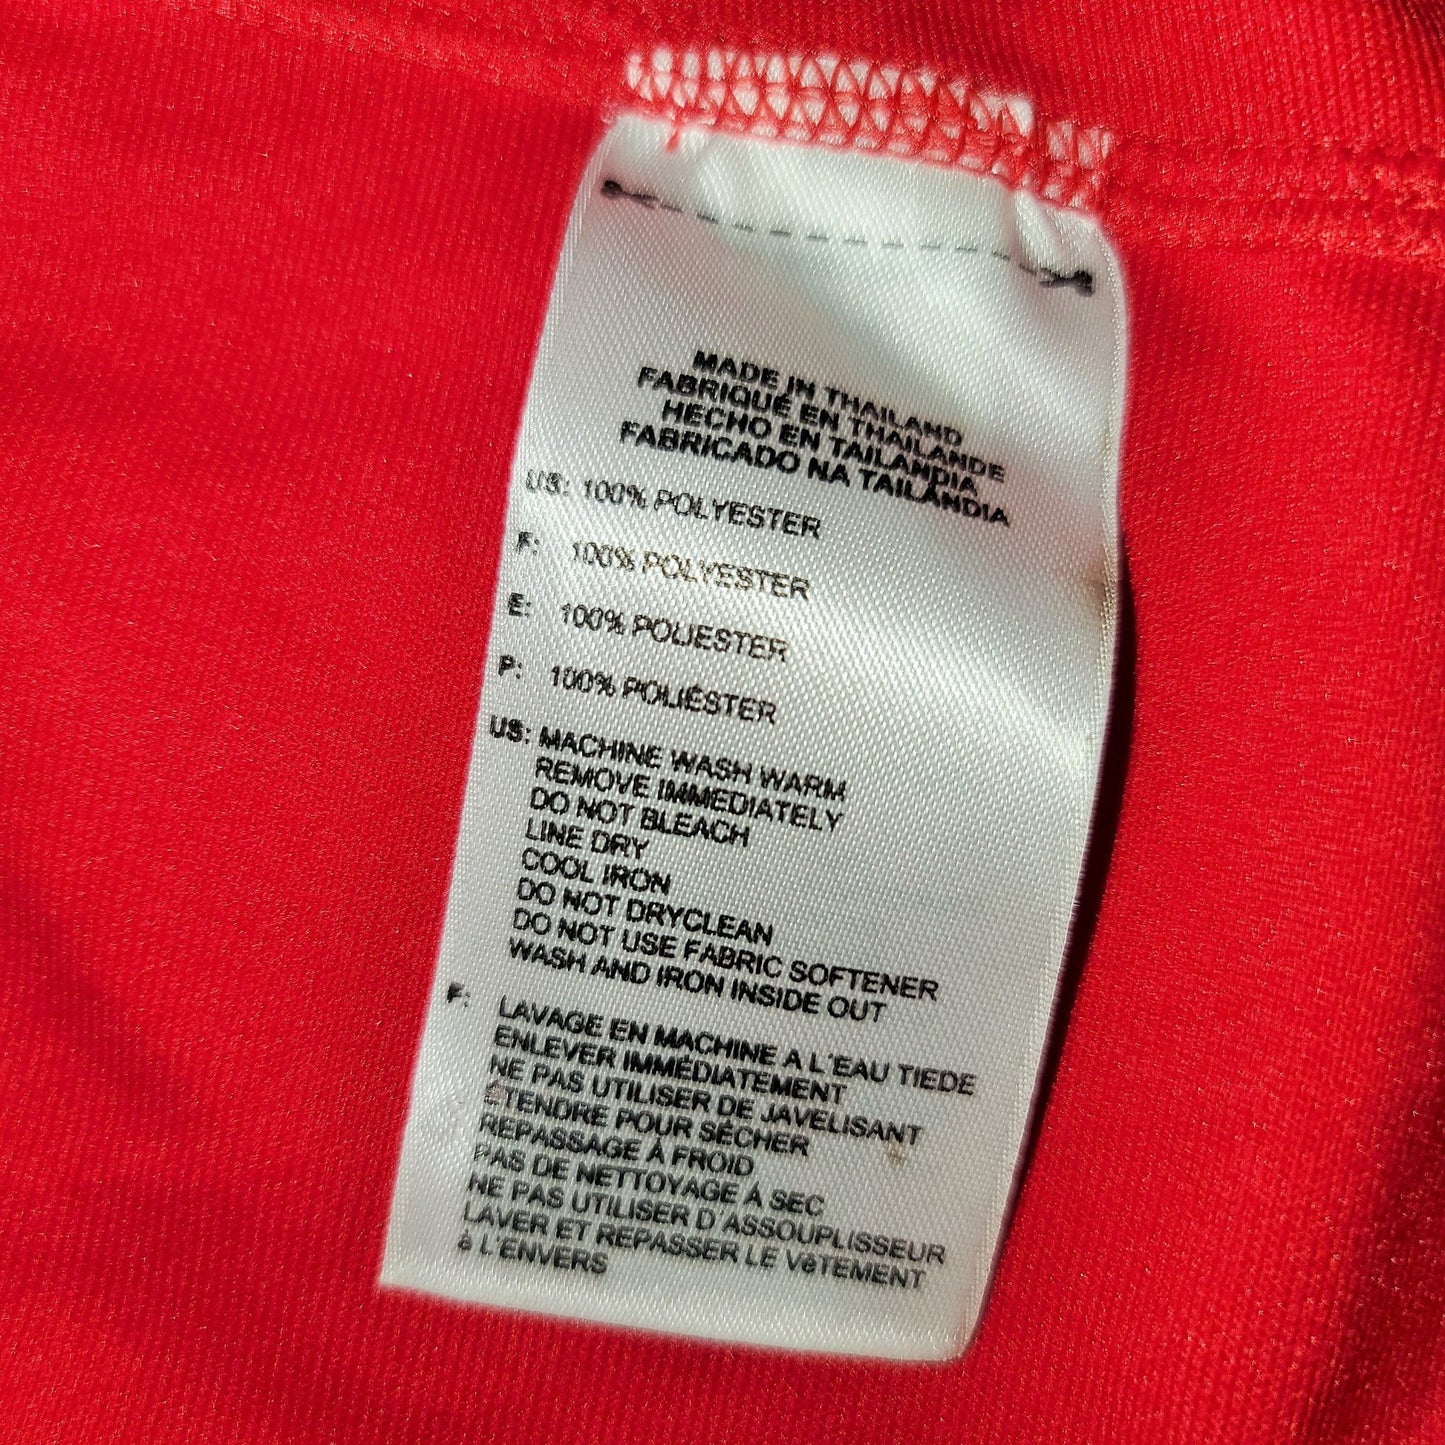 MADE IN THAILAND
FABRIQUÉ EN THAILANDE
HECHO EN TAILANDIA
FABRICADO NA TAILÂNDIA
US: 100% POLYESTER
F: 100% POLYESTER
E: 100% POLIESTER
P: 100% POLIÉSTER
US: MACHINE WASH WARM
REMOVE IMMEDIATELY
DO NOT BLEACH
LINE DRY
COOL IRON
DO NOT DRYCLEAN
DO NOT USE FABRIC SOFTENER
WASH AND IRON INSIDE OUT
F: LAVAGE EN MACHINE A L'EAU TIEDE
ENLEVER IMMÉDIATEMENT
NE PAS UTILISER DE JAVELISANT
ÉTENDRE POUR SÉCHER
REPASSAGE À FROID
PAS DE NETTOYAGE À SEC
NE PAS UTILISER D'ASSOUPLISSEUR
LAVER ET REPASSER LE VêTEMENT
à L'ENVERS